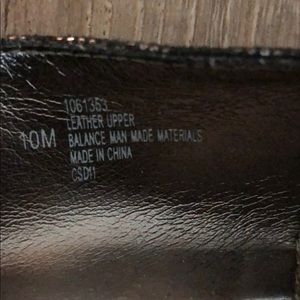 1061353
LEATHER UPPER
10M BALANCE MAN MADE MATERIALS
MADE IN CHINA
CSD11